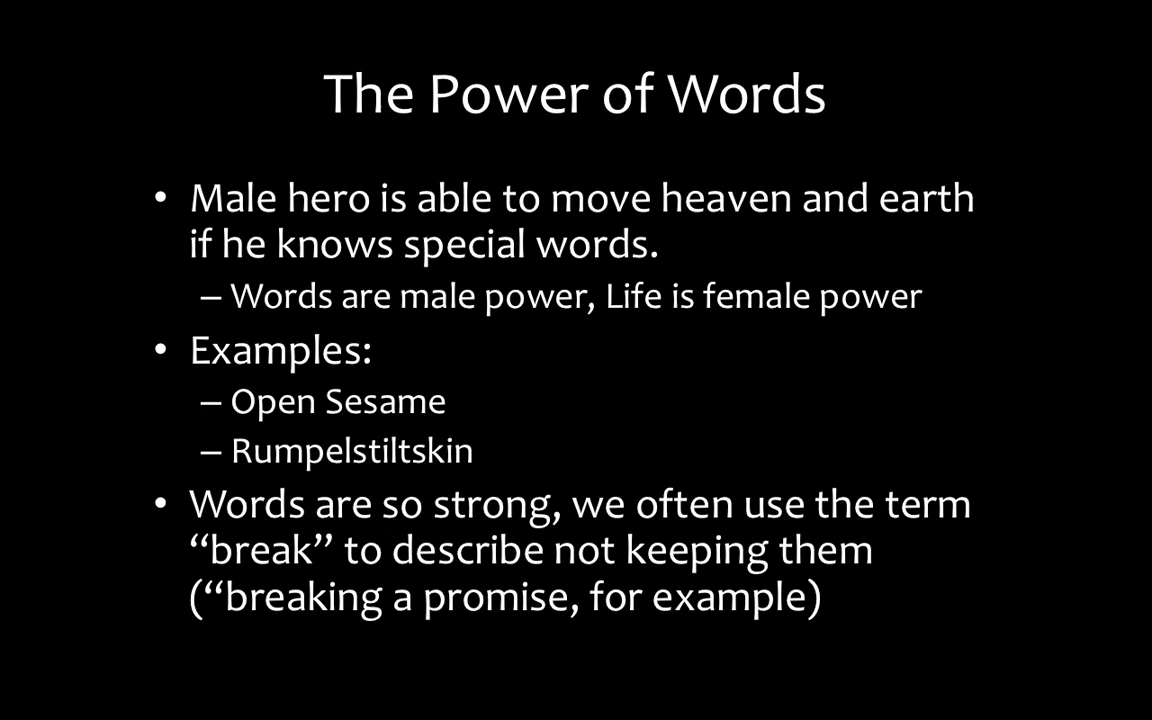 The Power of Words
• Male hero is able to move heaven and earth
if he knows special words.
– Words are male power, Life is female power
• Examples:
– Open Sesame
– Rumpelstiltskin
• Words are so strong, we often use the term
“break” to describe not keeping them
(“breaking a promise, for example)